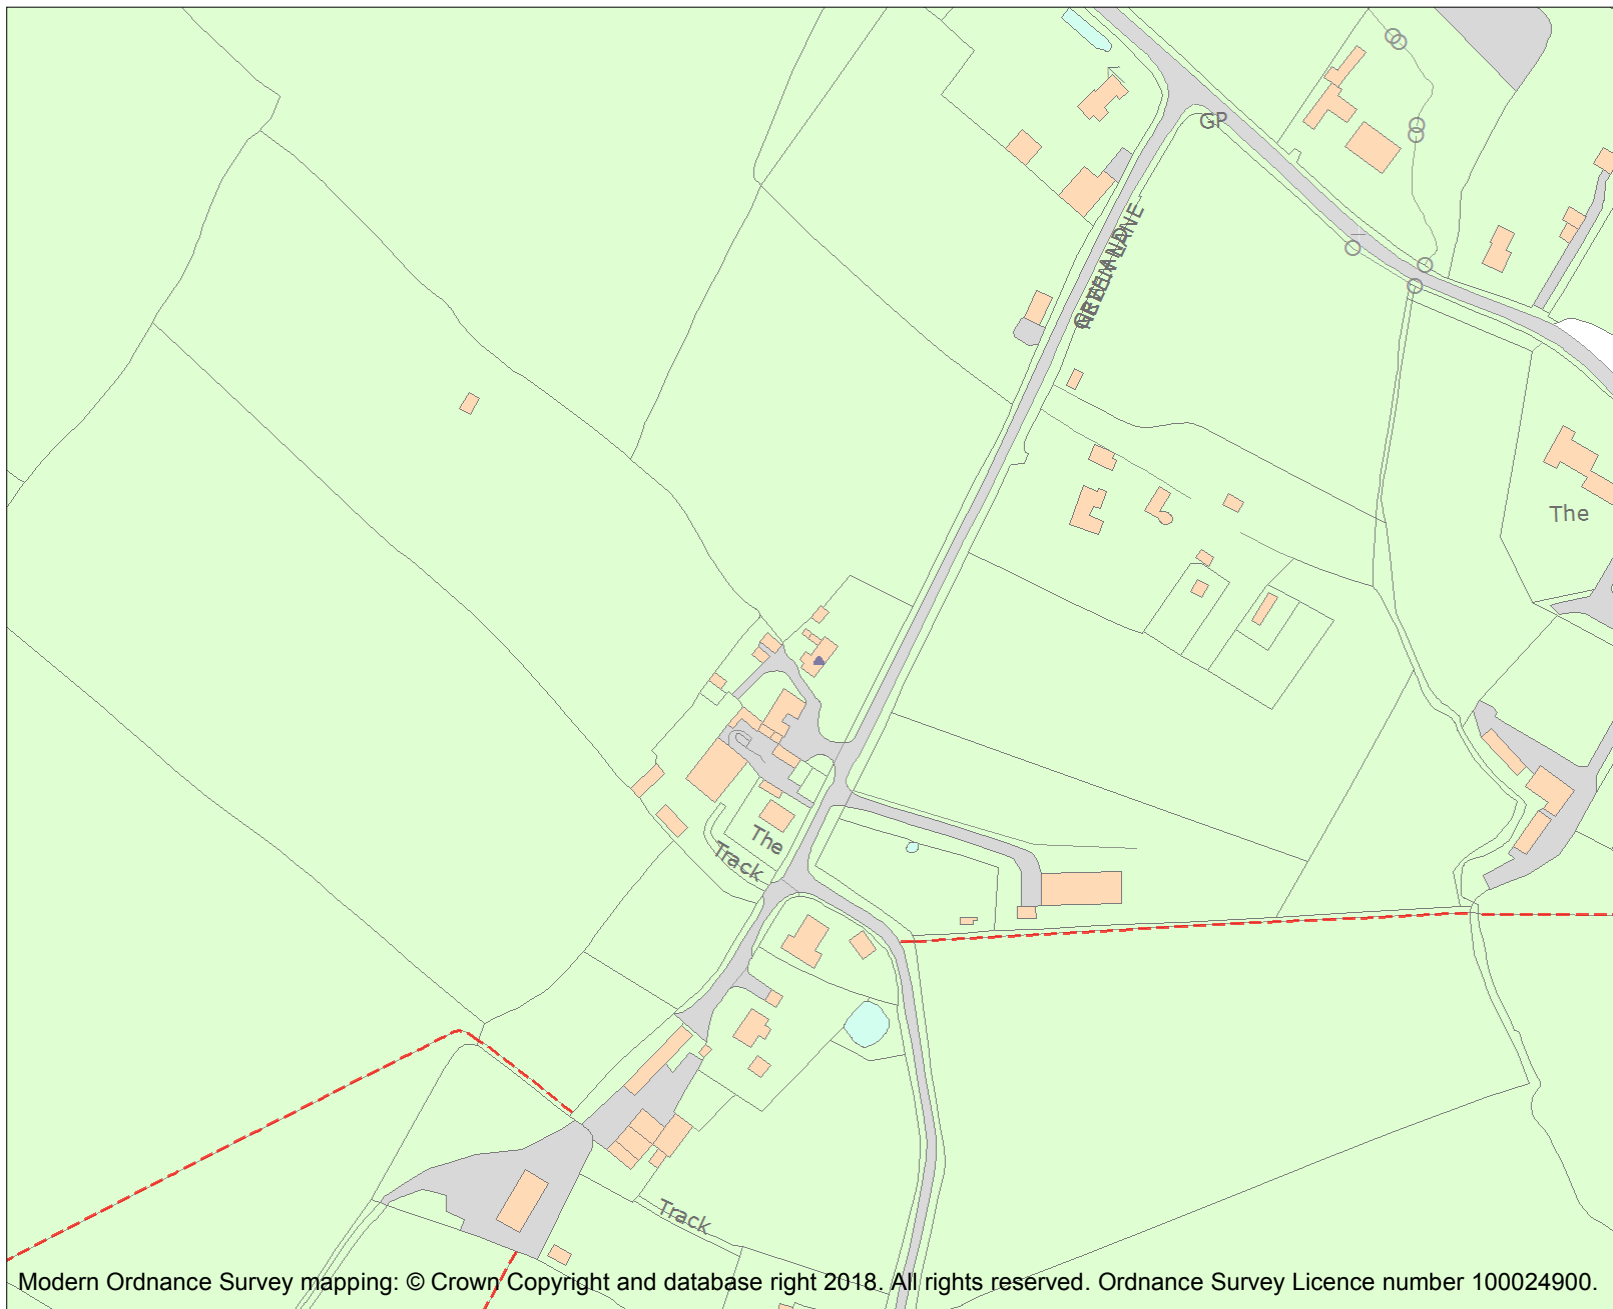 GP
The
The
Track
Track
Modern Ordnance Survey mapping: © Crown Copyright and database right 2018. All rights reserved. Ordnance Survey Licence number 100024900.